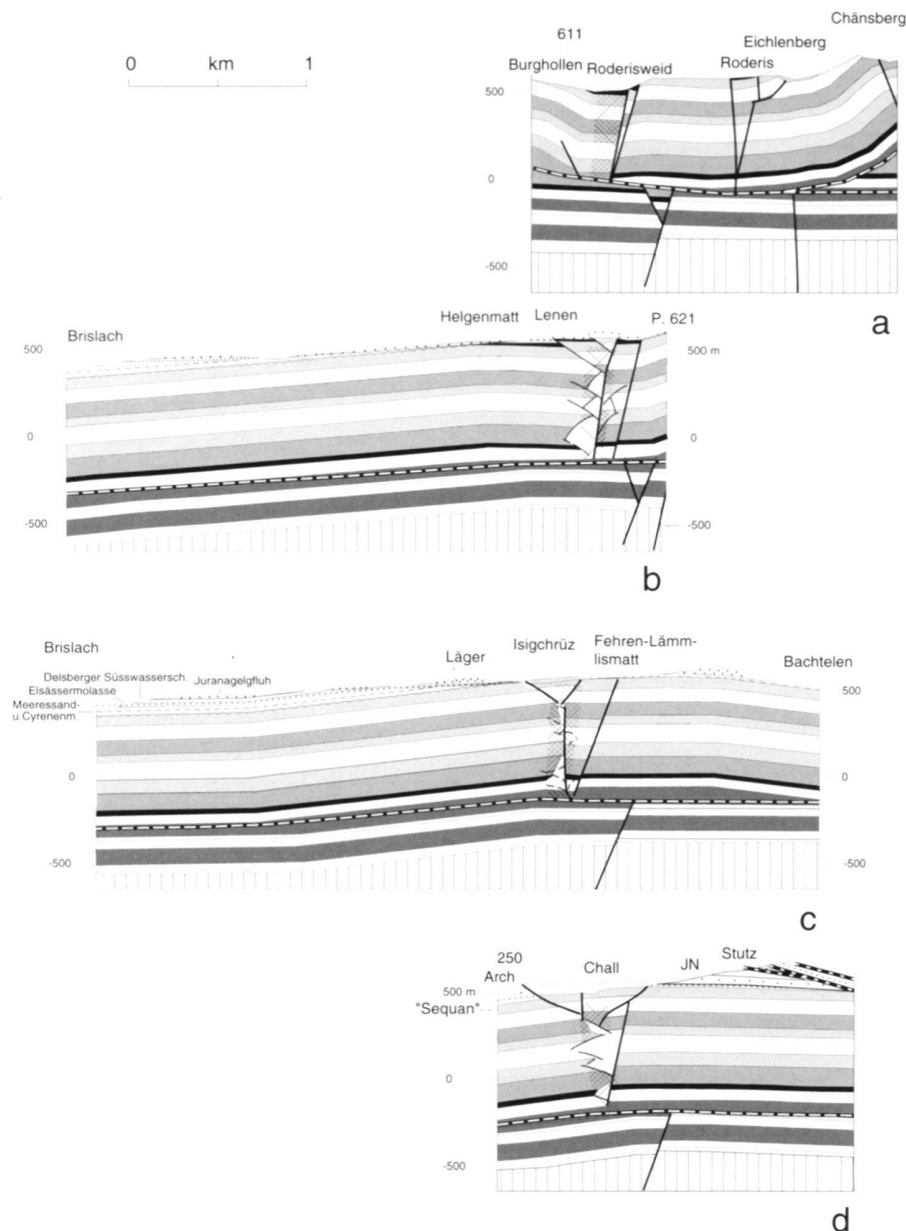 Chänsberg
611
Eichlenberg
0 km 1
Burghollen Roderisweid Roderis
500
0
-500
a
Brislach
Helgenmatt Lenen
P. 621
500
500 m
0
0
-500
-500
b
Brislach
Isigchrüz
Fehren-Lämm-
lismatt
Läger
Bachtelen
Delsberger Süsswassersch.
Juranagelgfluh
Elsässermolasse
Meeressand-
u.Cyrenenm.
500
0
0
-500
-500
c
250
Arch
Chall
JN
Stutz
500 m
"Sequan"
0
-500
d